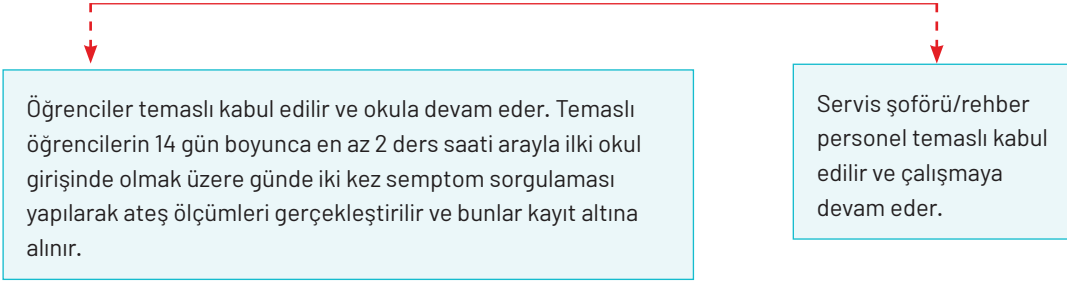 Öğrenciler temaslı kabul edilir ve okula devam eder. Temaslı
öğrencilerin 14 gün boyunca en az 2 ders saati arayla ilki okul
girişinde olmak üzere günde iki kez semptom sorgulaması
yapılarak ateş ölçümleri gerçekleştirilir ve bunlar kayıt altına
alınır.
Servis şoförü/rehber
personel temaslı kabul
edilir ve çalışmaya
devam eder.